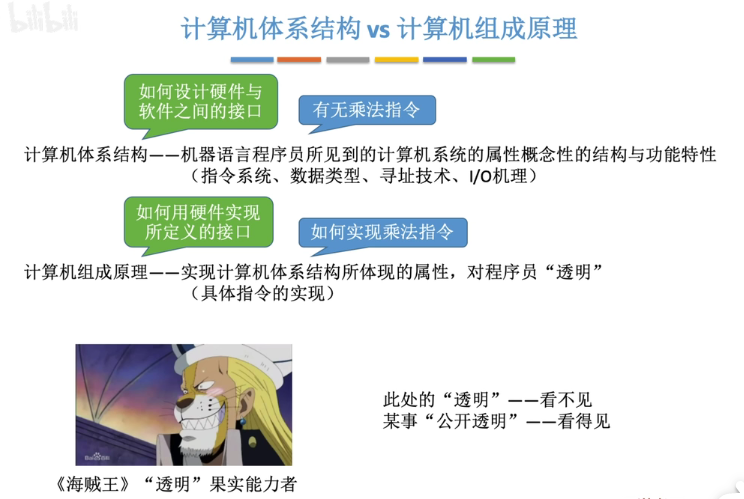 bilibili
计算机体系结构 vs 计算机组成原理
如何设计硬件与
软件之间的接口
有无乘法指令
计算机体系结构——机器语言程序员所见到的计算机系统的属性概念性的结构与功能特性
（指令系统、数据类型、寻址技术、I/O机理）
如何用硬件实现
所定义的接口
如何实现乘法指令
计算机组成原理——实现计算机体系结构所体现的属性，对程序员“透明”
（具体指令的实现）
此处的“透明”——看不见
某事“公开透明”——看得见
《海贼王》“透明”果实能力者